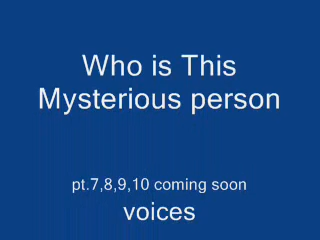 Who is This
Mysterious person
pt.7,8,9,10 coming soon
voices